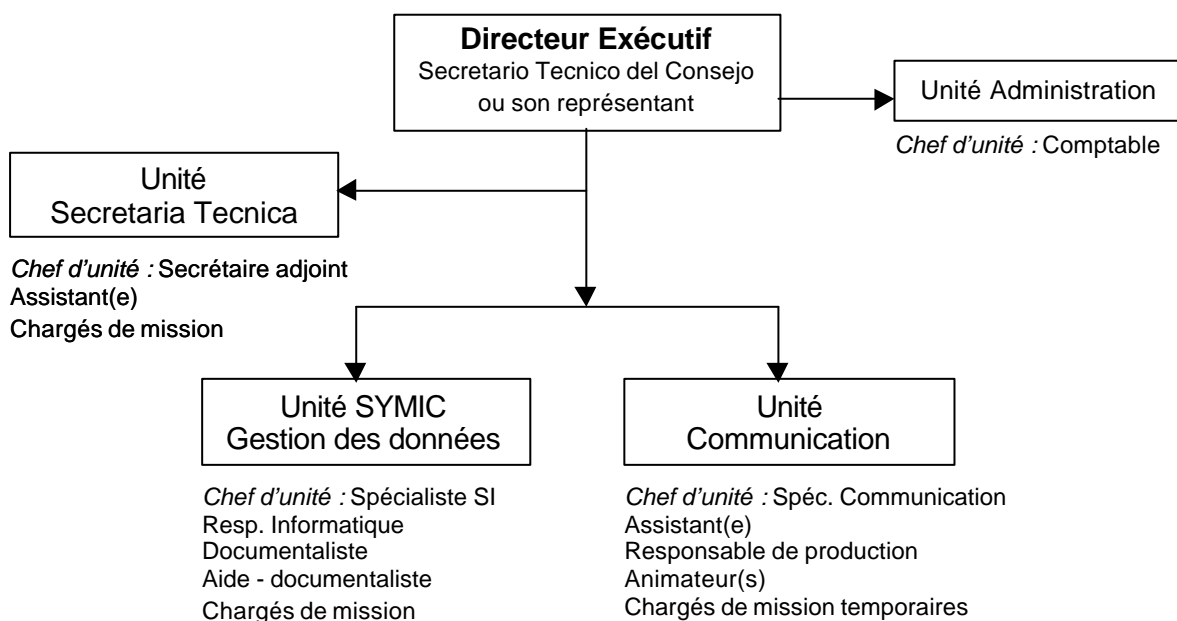 Directeur Exécutif
Secretario Tecnico del Consejo
ou son représentant
Unité Administration
Chef d'unité : Comptable
Unité
Secretaria Tecnica
Chef d'unité : Secrétaire adjoint
Assistant(e)
Chargés de mission
Unité SYMIC
Gestion des données
Chef d'unité : Spécialiste SI
Resp. Informatique
Documentaliste
Aide - documentaliste
Chargés de mission
Unité
Communication
Chef d'unité : Spéc. Communication
Assistant(e)
Responsable de production
Animateur(s)
Chargés de mission temporaires